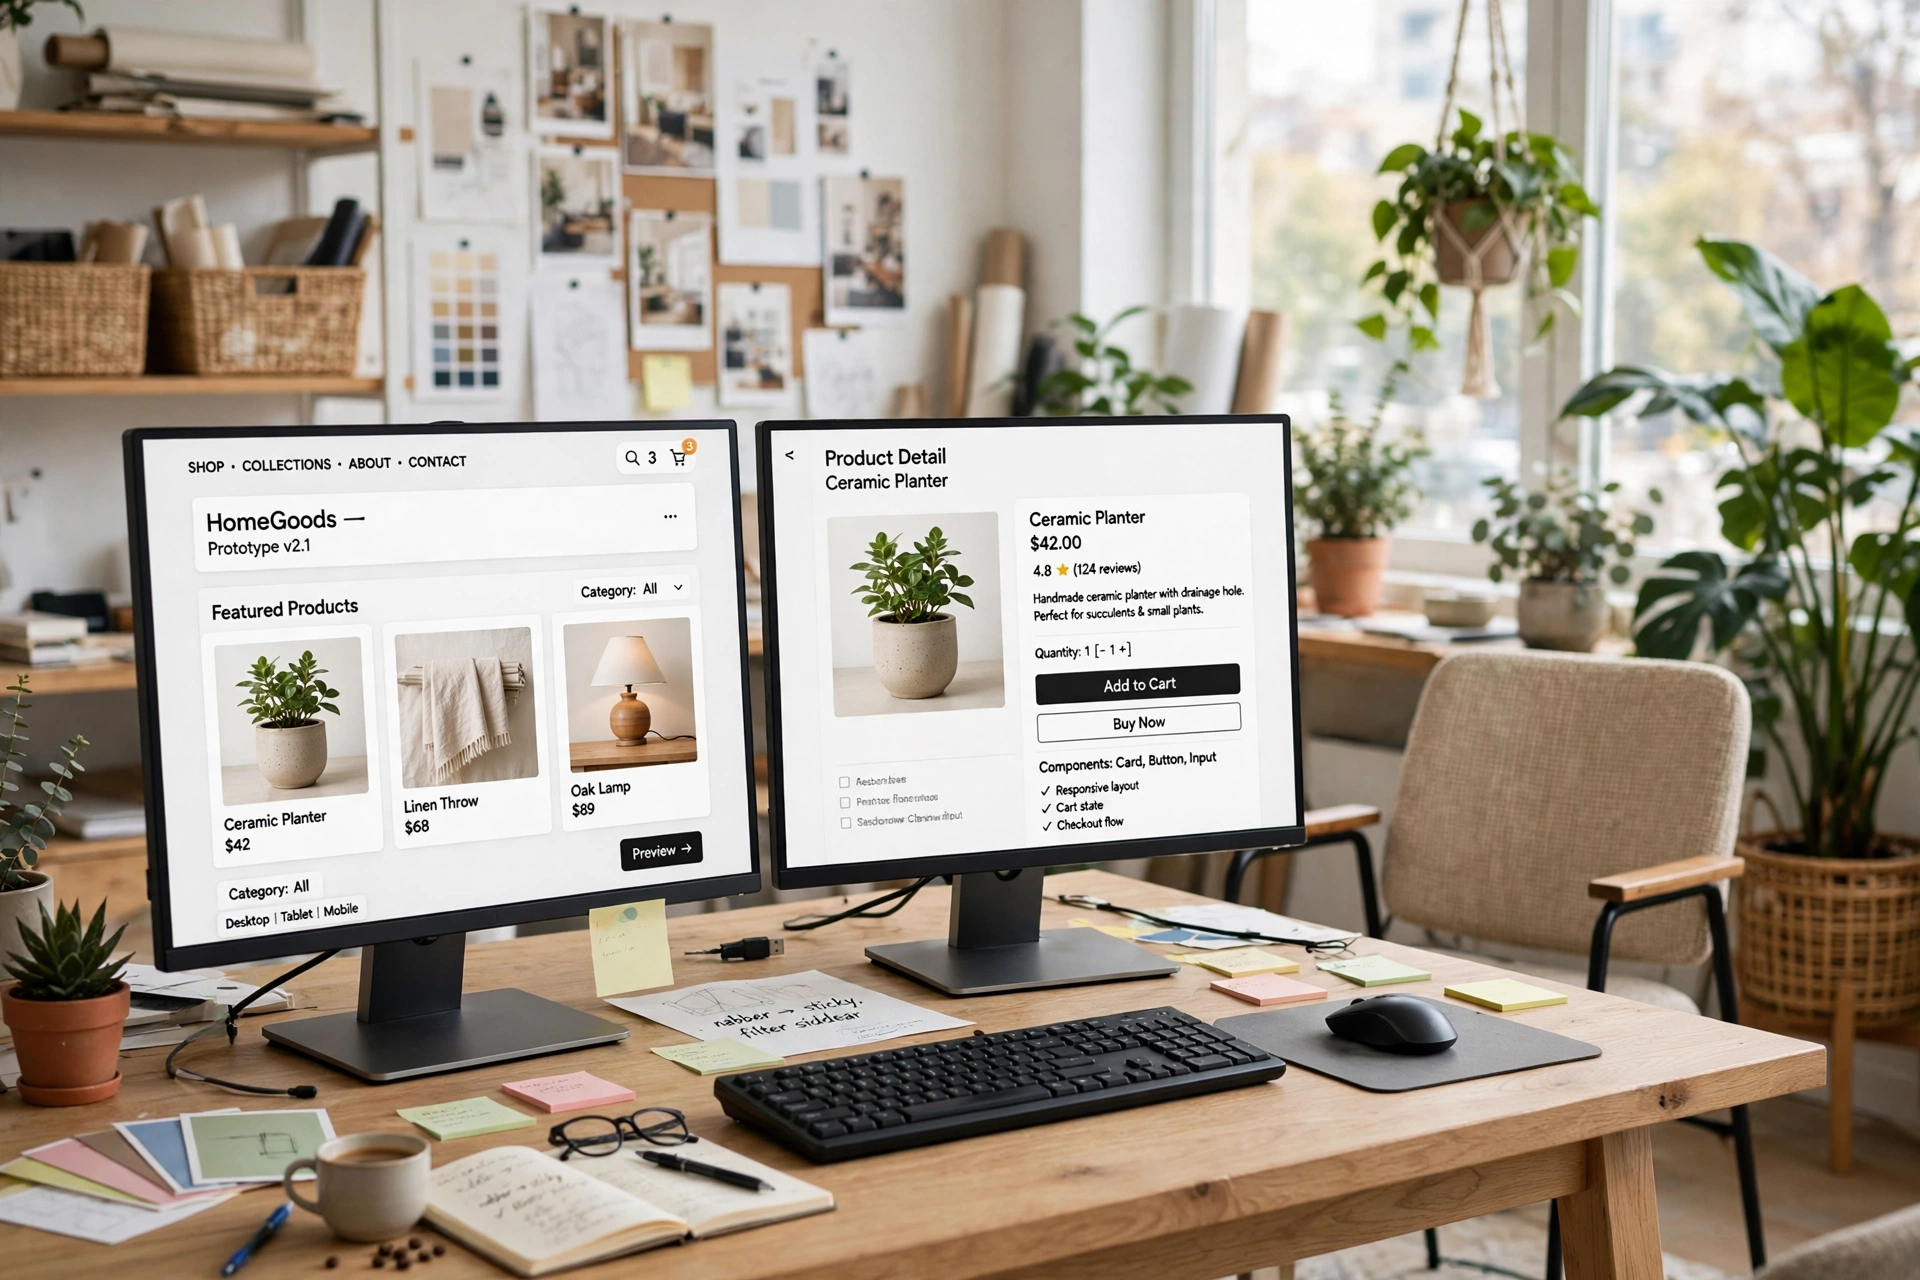 SHOP • COLLECTIONS • ABOUT • CONTACT
3
3
HomeGoods —
Prototype v2.1
...
Category: All
Featured Products
Ceramic Planter
$42
Linen Throw
$68
Oak Lamp
$89
Preview →
Category: All
Desktop | Tablet | Mobile
<
Product Detail
Ceramic Planter
Ceramic Planter
$42.00
4.8 ★ (124 reviews)
Handmade ceramic planter with drainage hole.
Perfect for succulents & small plants.
Quantity: 1 [- 1 +]
Add to Cart
Buy Now
Components: Card, Button, Input
✓ Responsive layout
✓ Cart state
✓ Checkout flow
nabber → sticky.
filter siddear